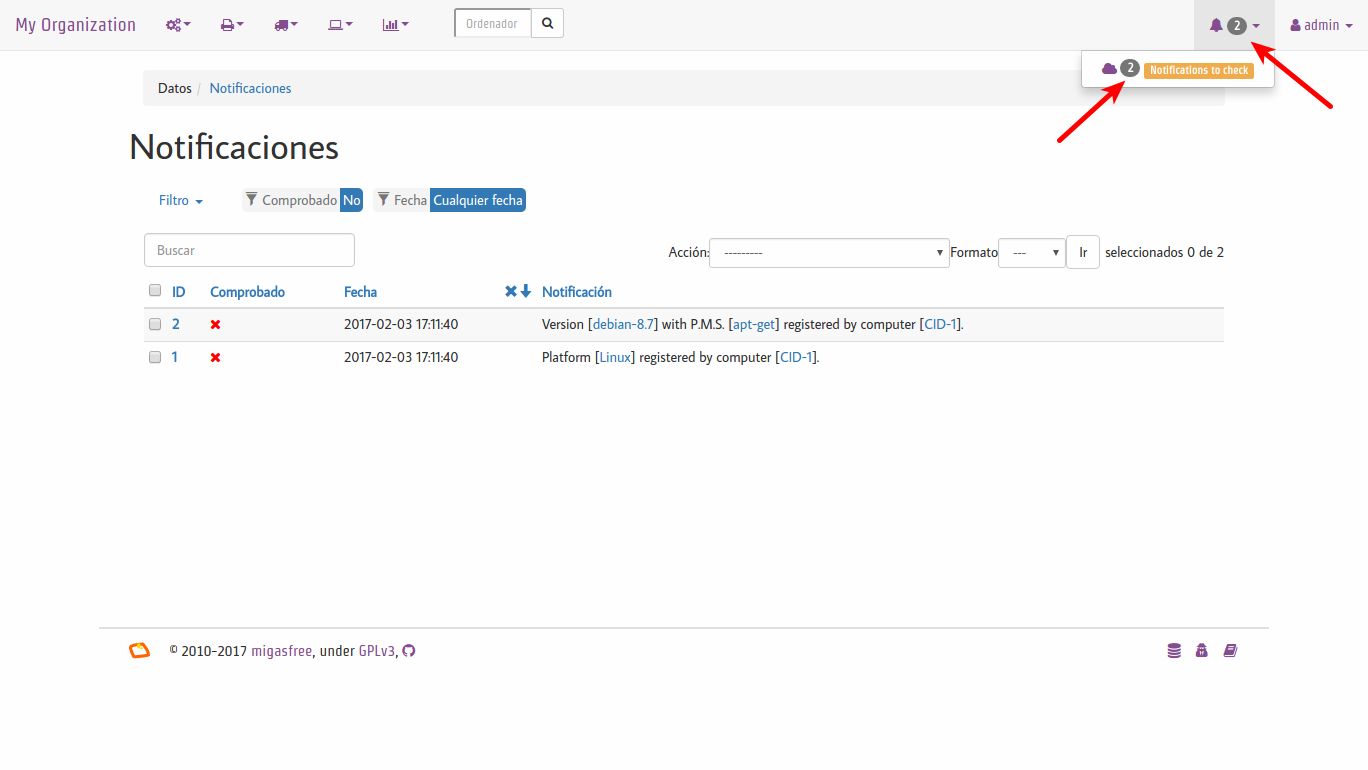 My Organization Ordenador 2 admin
2 Notifications to check
Datos / Notificaciones
Notificaciones
Filtro Comprobado No Fecha Cualquier fecha
Buscar Acción: --------- Formato --- Ir seleccionados 0 de 2
ID Comprobado Fecha Notificación
2 2017-02-03 17:11:40 Version [debian-8.7] with P.M.S. [apt-get] registered by computer [CID-1].
1 2017-02-03 17:11:40 Platform [Linux] registered by computer [CID-1].
© 2010-2017 migasfree, under GPLv3,